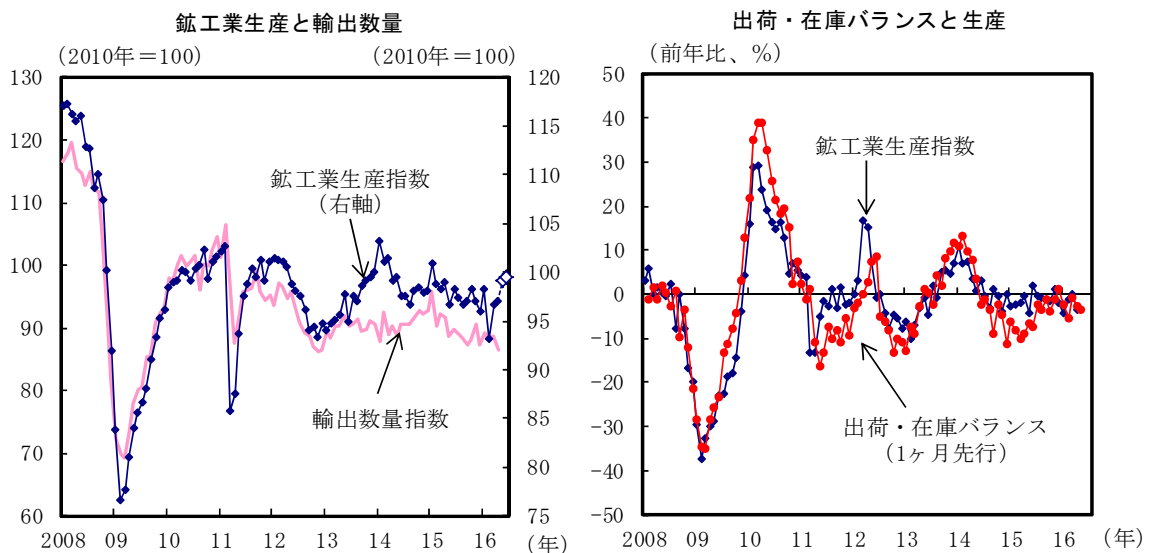 鉱工業生産と輸出数量
(2010年=100)
(2010年=100)
130
120
110
100
90
80
70
60
120
115
110
105
100
95
90
85
80
75
鉱工業生産指数
(右軸)
輸出数量指数
2008 09 10 11 12 13 14 15 16
(年)
出荷・在庫バランスと生産
(前年比、%)
50
40
30
20
10
0
-10
-20
-30
-40
-50
鉱工業生産指数
出荷・在庫バランス
(1ヶ月先行)
2008 09 10 11 12 13 14 15 16 (年)